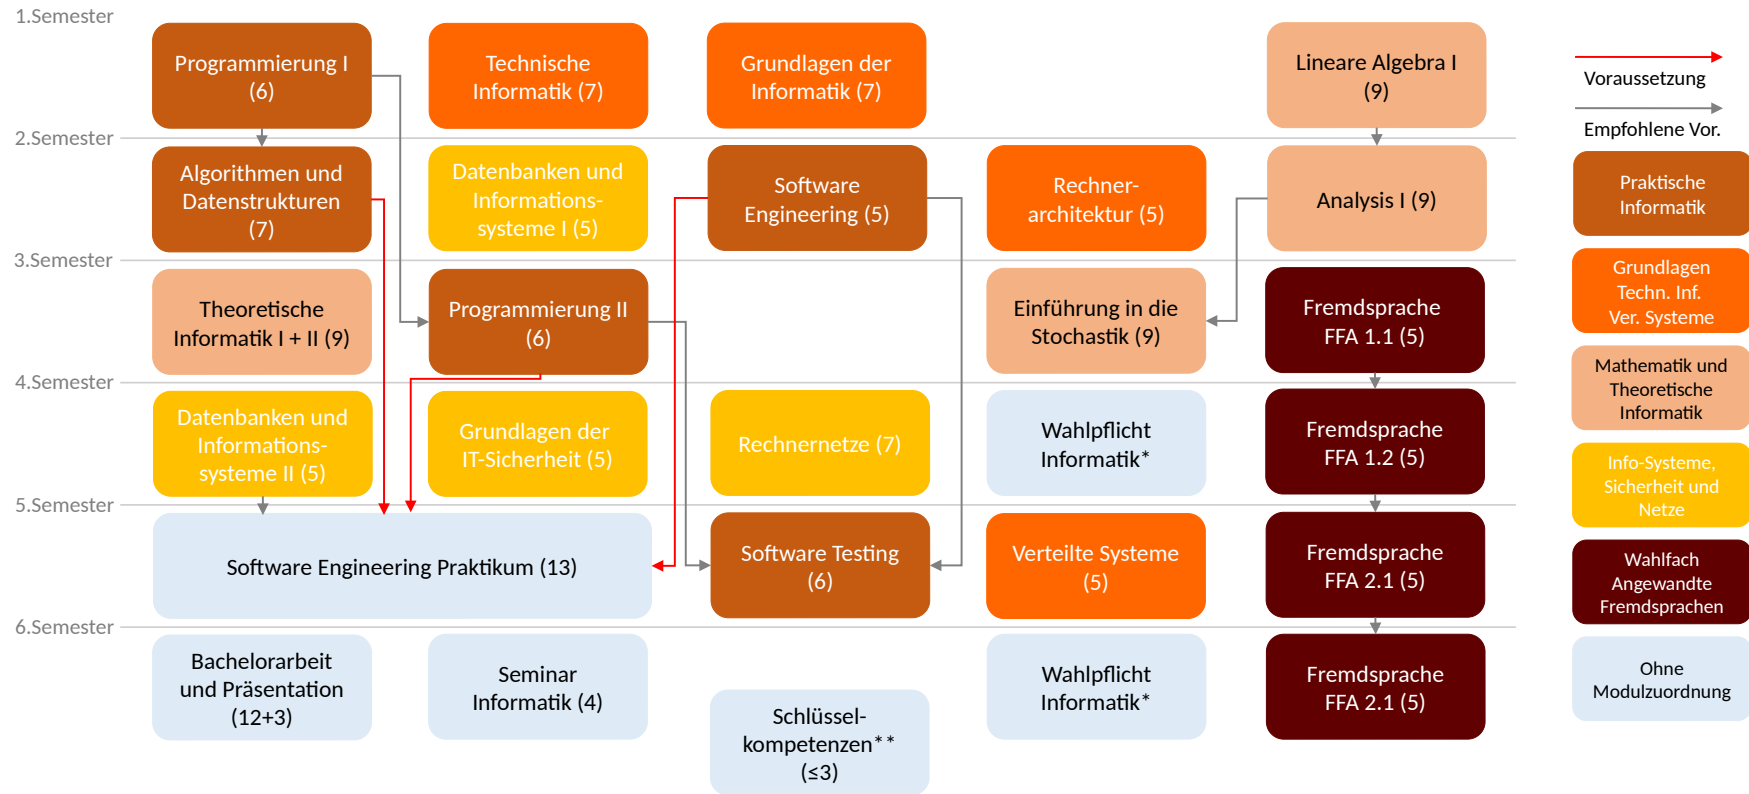 1.Semester
Programmierung I
(6)
Technische
Informatik (7)
Grundlagen der
Informatik (7)
Lineare Algebra I
(9)
2.Semester
Algorithmen und
Datenstrukturen
(7)
Datenbanken und
Informations-
systeme I (5)
Software
Engineering (5)
Rechner-
architektur (5)
Analysis I (9)
3.Semester
Theoretische
Informatik I + II (9)
Programmierung II
(6)
Einführung in die
Stochastik (9)
Fremdsprache
FFA 1.1 (5)
4.Semester
Datenbanken und
Informations-
systeme II (5)
Grundlagen der
IT-Sicherheit (5)
Rechnernetze (7)
Wahlpflicht
Informatik*
Fremdsprache
FFA 1.2 (5)
5.Semester
Software Engineering Praktikum (13)
Software Testing
(6)
Verteilte Systeme
(5)
Fremdsprache
FFA 2.1 (5)
6.Semester
Bachelorarbeit
und Präsentation
(12+3)
Seminar
Informatik (4)
Schlüssel-
kompetenzen**
(≤3)
Wahlpflicht
Informatik*
Fremdsprache
FFA 2.1 (5)
Voraussetzung
Empfohlene Vor.
Praktische
Informatik
Grundlagen
Techn. Inf.
Ver. Systeme
Mathematik und
Theoretische
Informatik
Info-Systeme,
Sicherheit und
Netze
Wahlfach
Angewandte
Fremdsprachen
Ohne
Modulzuordnung